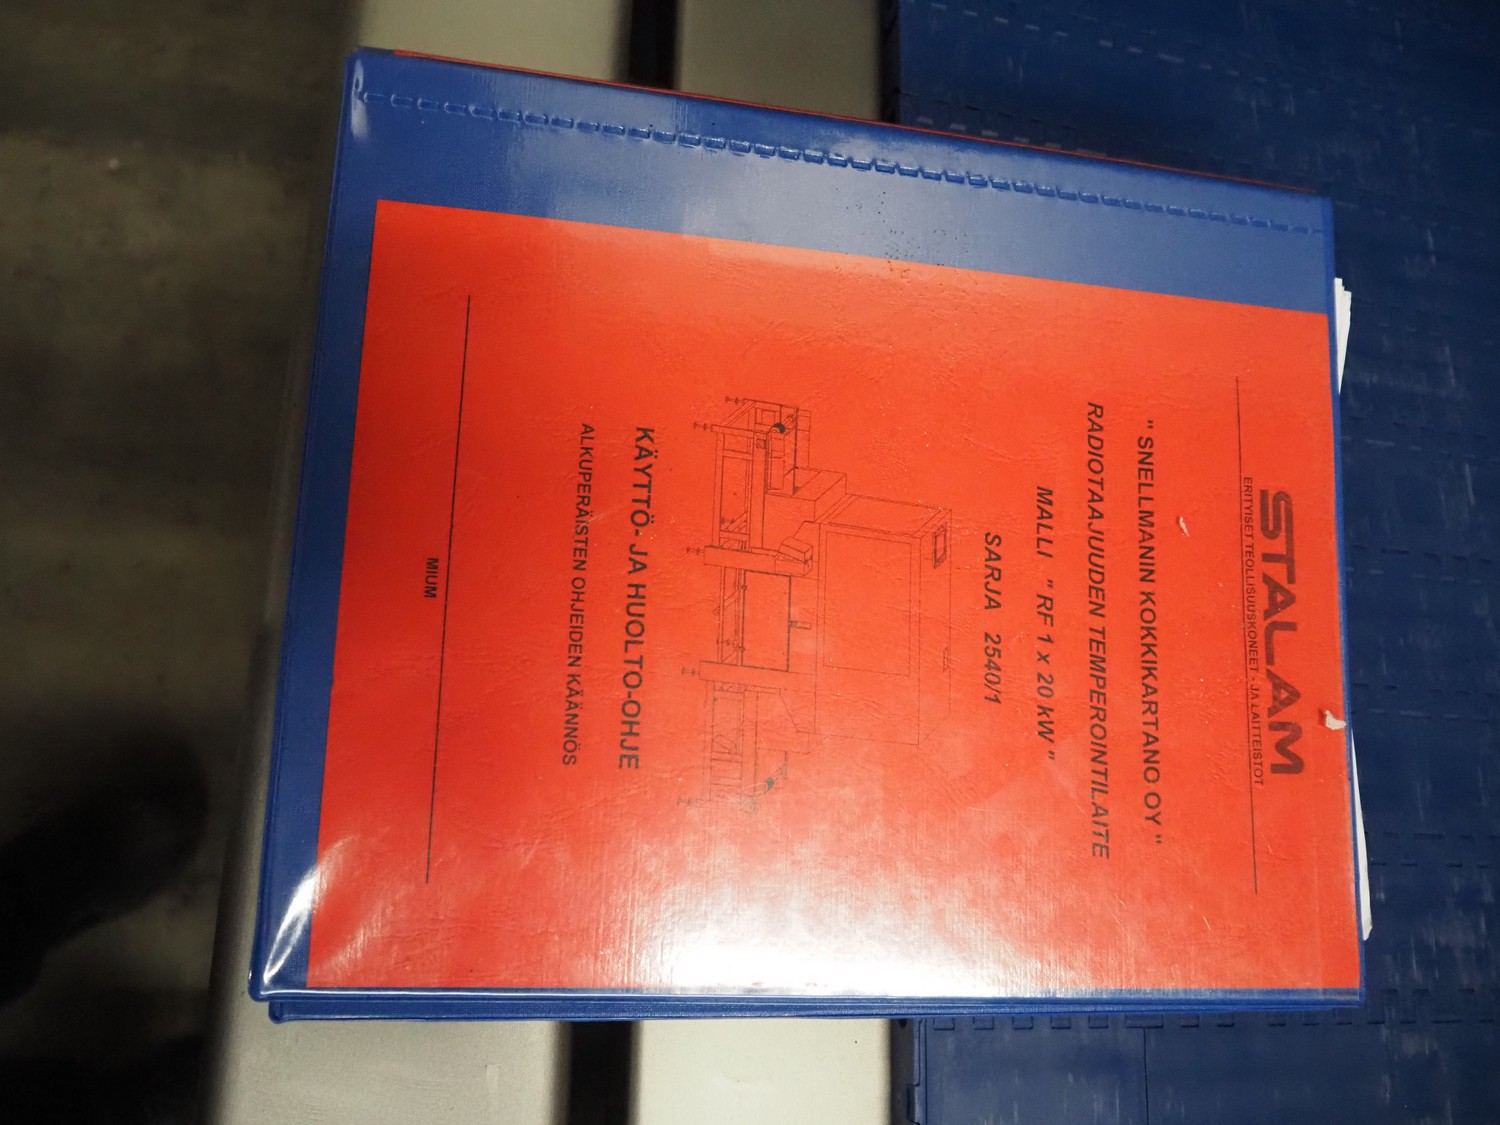 STALAM
ERITYISET TEOLLISUUSKONEET - JA LAITTEISTOT
" SNELLMANIN KOKKIKARTANO OY "
RADIOTAAJUUDEN TEMPEROINTILAITE
MALLI " RF 1 x 20 kW "
SARJA 2540/1
KÄYTTÖ- JA HUOLTO-OHJE
ALKUPERÄISTEN OHJEIDEN KÄÄNNÖS
MIUM